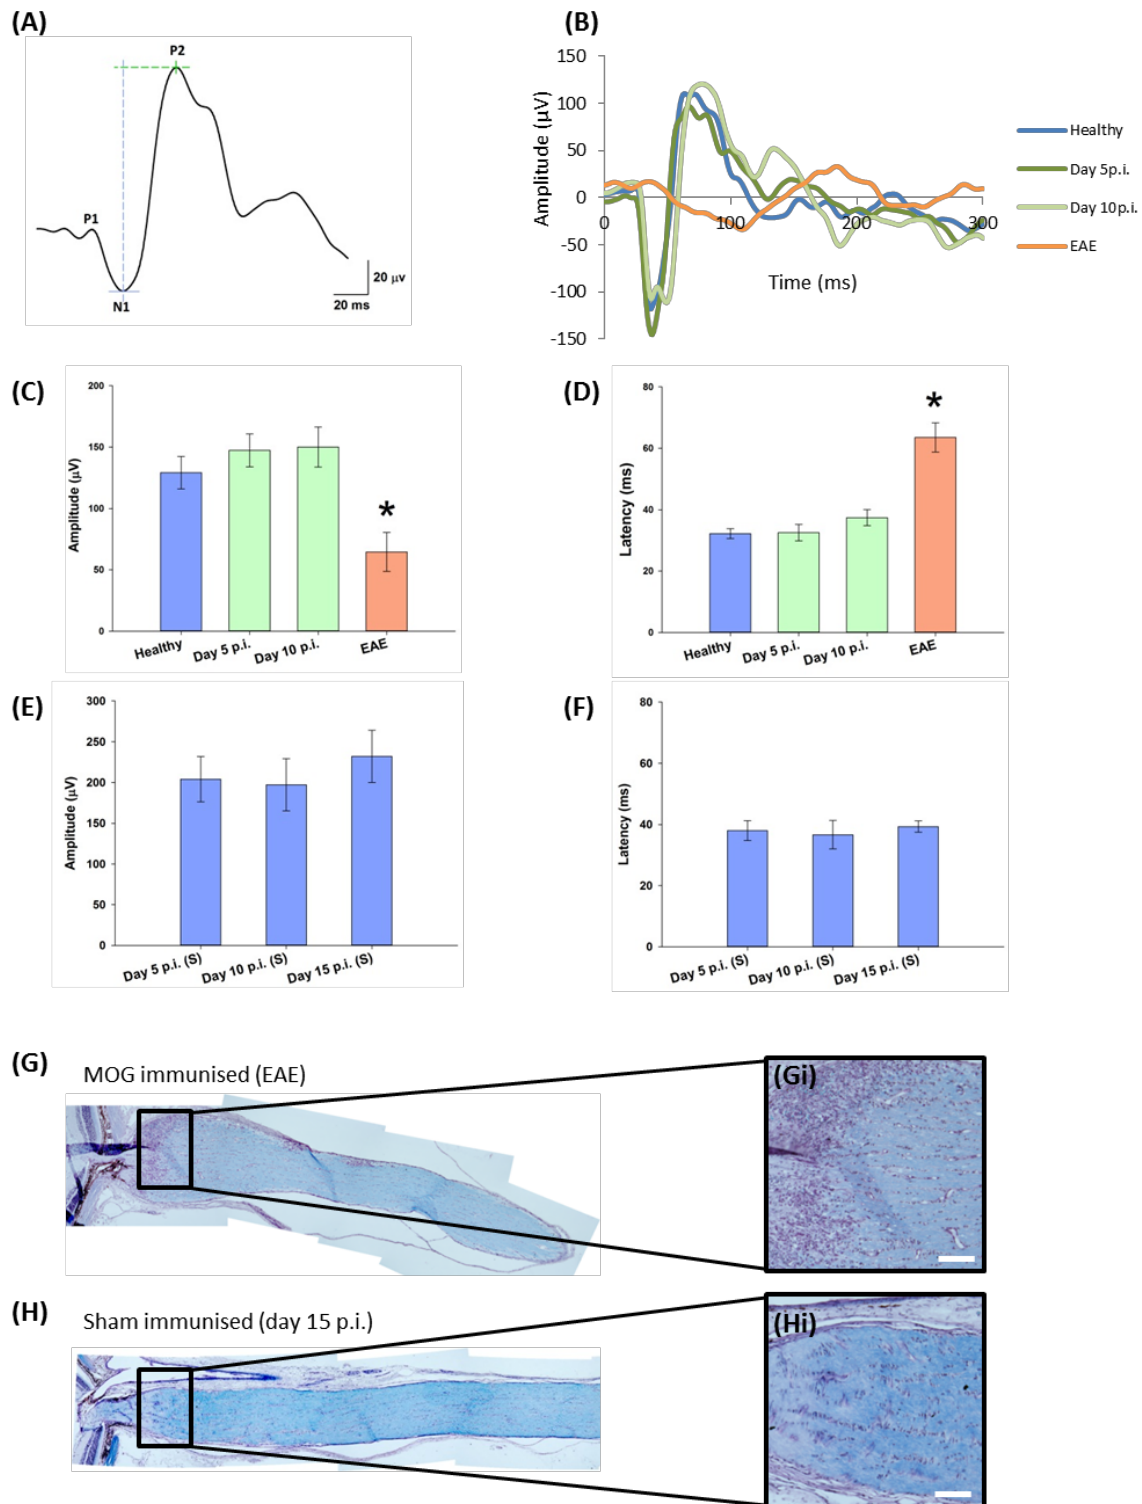 (A)
P2
P1
N1
20 μv
20 ms
(B)
Amplitude (μV)
150
100
50
0
-50
-100
-150
0
100
200
300
Time (ms)
Healthy
Day 5p.i.
Day 10p.i.
EAE
(C)
Amplitude (μV)
200
150
100
50
0
*
Healthy
Day 5 p.i.
Day 10 p.i.
EAE
(D)
Latency (ms)
80
60
40
20
0
*
Healthy
Day 5 p.i.
Day 10 p.i.
EAE
(E)
Amplitude (μV)
300
250
200
150
100
50
0
Day 5 p.i. (S)
Day 10 p.i. (S)
Day 15 p.i. (S)
(F)
Latency (ms)
80
60
40
20
0
Day 5 p.i. (S)
Day 10 p.i. (S)
Day 15 p.i. (S)
(G)
MOG immunised (EAE)
(Gi)
(H)
Sham immunised (day 15 p.i.)
(Hi)